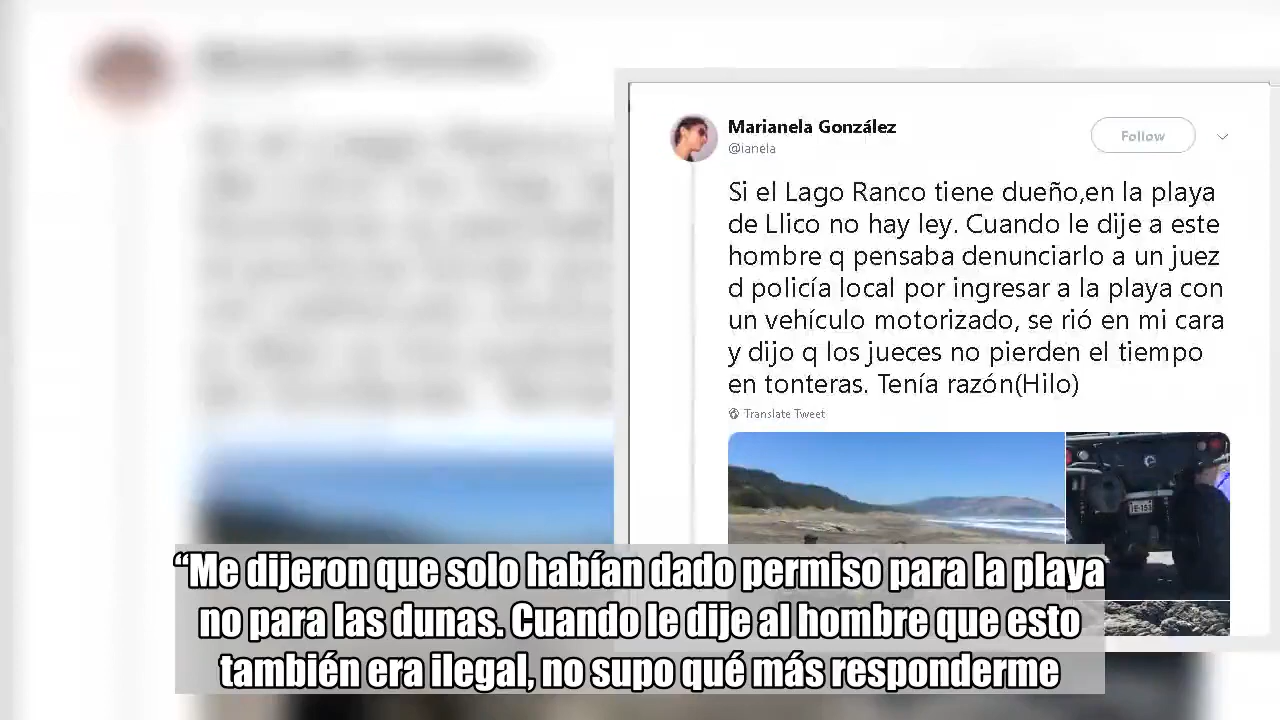 Marianela González
@ianela
Follow
Si el Lago Ranco tiene dueño,en la playa
de Llico no hay ley. Cuando le dije a este
hombre q pensaba denunciarlo a un juez
d policía local por ingresar a la playa con
un vehículo motorizado, se rió en mi cara
y dijo q los jueces no pierden el tiempo
en tonteras. Tenía razón(Hilo)
Translate Tweet
“Me dijeron que solo habían dado permiso para la playa
no para las dunas. Cuando le dije al hombre que esto
también era ilegal, no supo qué más responderme